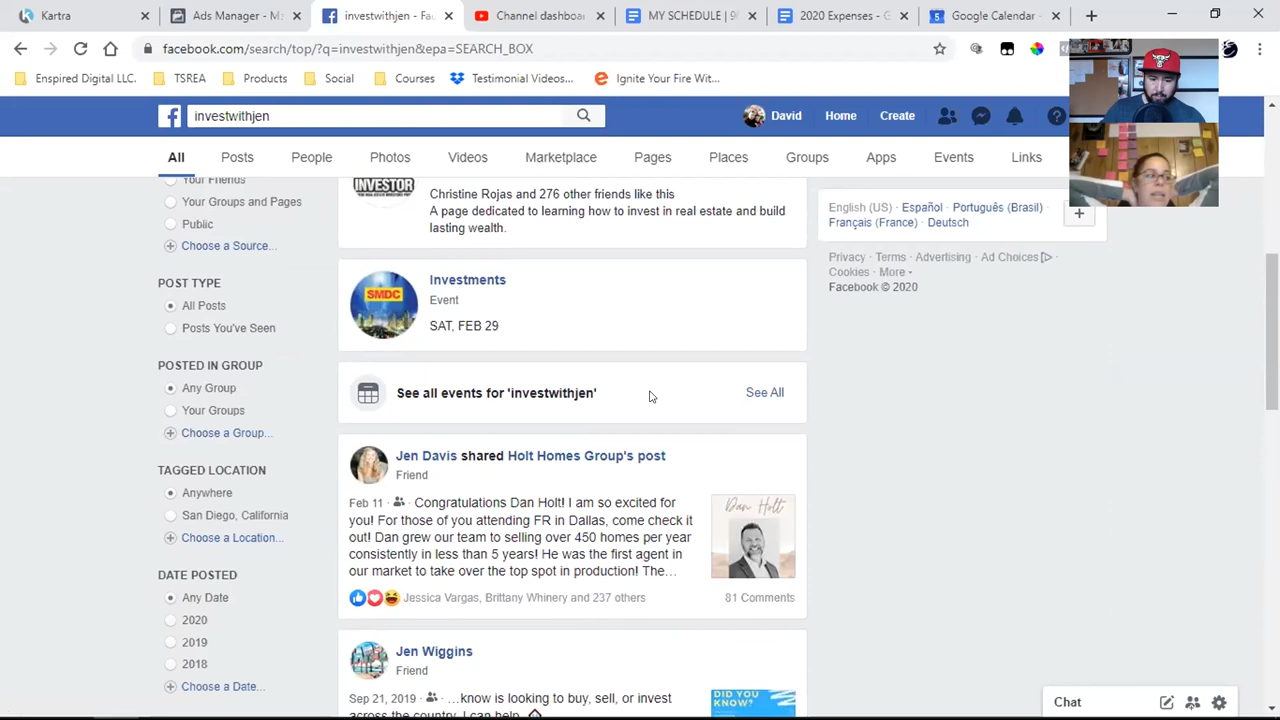 Kartra
Ads Manager - M
investwithjen - Fa
Channel dashboa
MY SCHEDULE | 9
2020 Expenses - G
Google Calendar -
facebook.com/search/top/?q=investwithjen&epa=SEARCH_BOX
Enspired Digital LLC.
TSREA
Products
Social
Courses
Testimonial Videos...
Ignite Your Fire Wit...
investwithjen
David
Home
Create
All
Posts
People
Photos
Videos
Marketplace
Pages
Places
Groups
Apps
Events
Links
Your Friends
Your Groups and Pages
Public
Choose a Source...
POST TYPE
All Posts
Posts You've Seen
POSTED IN GROUP
Any Group
Your Groups
Choose a Group...
TAGGED LOCATION
Anywhere
San Diego, California
Choose a Location...
DATE POSTED
Any Date
2020
2019
2018
Choose a Date...
INVESTOR
Christine Rojas and 276 other friends like this
A page dedicated to learning how to invest in real estate and build
lasting wealth.
SMDC
Investments
Event
SAT, FEB 29
See all events for 'investwithjen'
See All
Jen Davis shared Holt Homes Group's post
Friend
Feb 11 · Congratulations Dan Holt! I am so excited for
you! For those of you attending FR in Dallas, come check it
out! Dan grew our team to selling over 450 homes per year
consistently in less than 5 years! He was the first agent in
our market to take over the top spot in production! The...
Dan Holt
Jessica Vargas, Brittany Whinery and 237 others
81 Comments
Jen Wiggins
Friend
Sep 21, 2019 · ...know is looking to buy, sell, or invest
across the country, I can help.
DID YOU
KNOW?
English (US) · Español · Português (Brasil) ·
Français (France) · Deutsch
Privacy · Terms · Advertising · Ad Choices ·
Cookies · More
Facebook © 2020
Chat